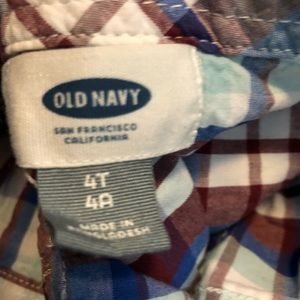 OLD NAVY
SAN FRANCISCO
CALIFORNIA
4T
4A
MADE IN
BANGLADESH